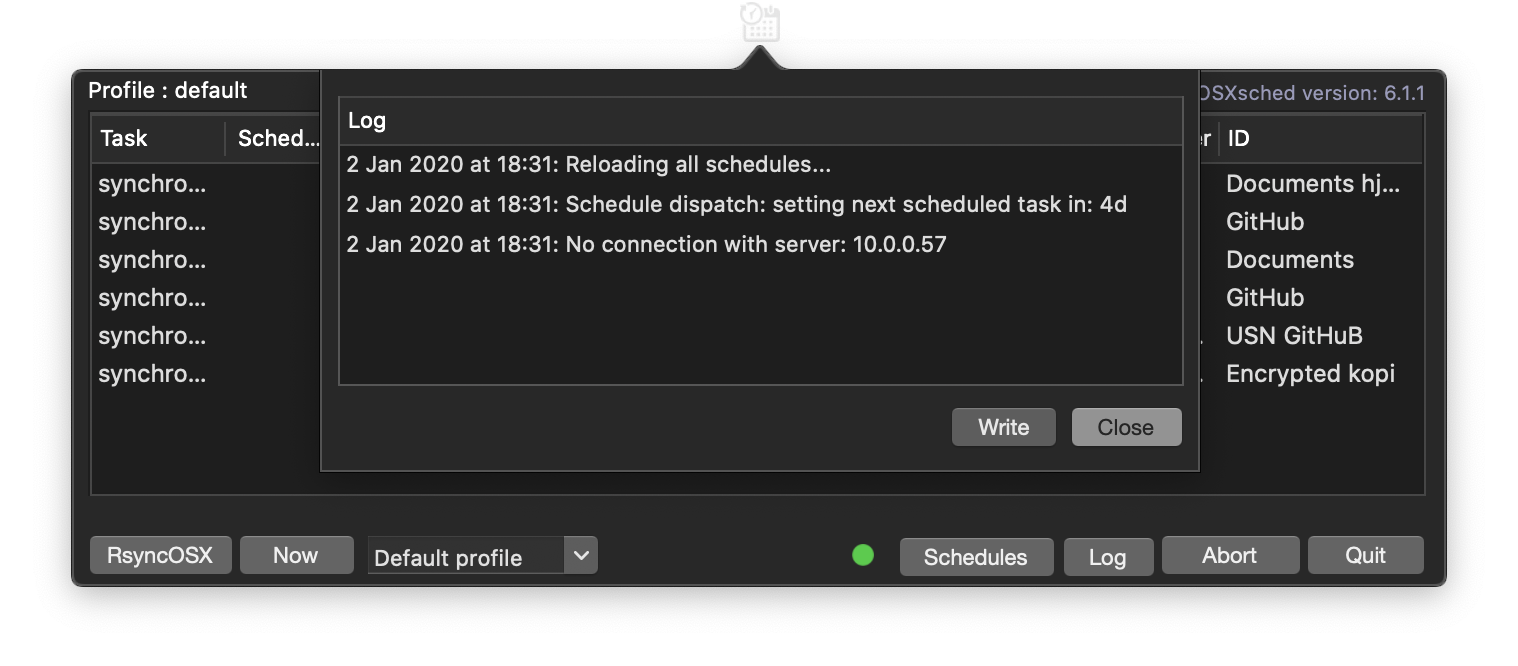 Profile : default
OSXsched version: 6.1.1
Task Sched... ID
Log
2 Jan 2020 at 18:31: Reloading all schedules...
2 Jan 2020 at 18:31: Schedule dispatch: setting next scheduled task in: 4d
2 Jan 2020 at 18:31: No connection with server: 10.0.0.57
synchro... Documents hj...
synchro... GitHub
synchro... Documents
synchro... GitHub
synchro... USN GitHuB
synchro... Encrypted kopi
Write Close
RsyncOSX Now Default profile Schedules Log Abort Quit